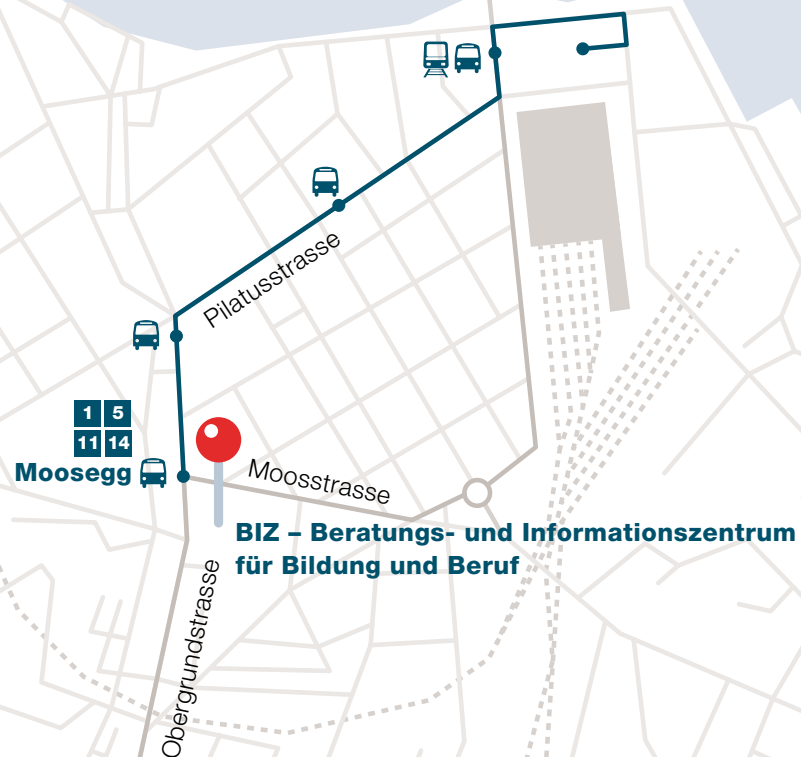 Pilatusstrasse
1 5
11 14
Moosegg
Moosstrasse
BIZ – Beratungs- und Informationszentrum
für Bildung und Beruf
Obergrundstrasse